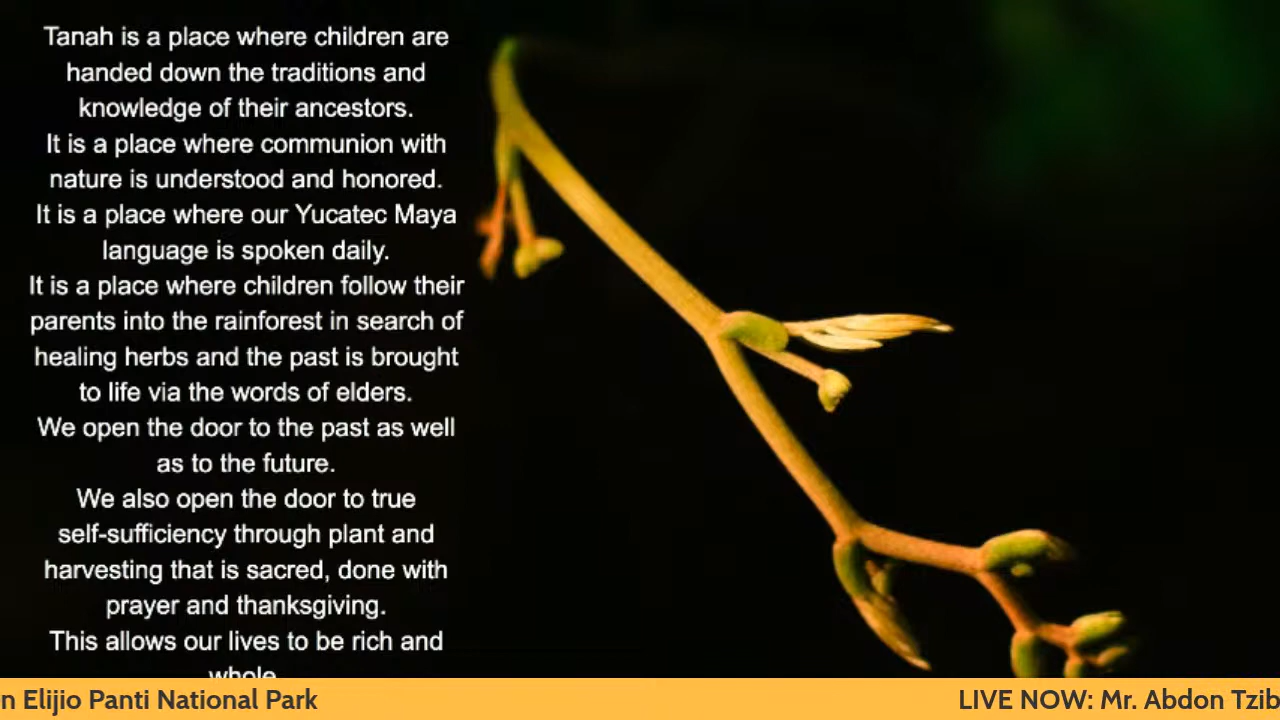 Tanah is a place where children are
handed down the traditions and
knowledge of their ancestors.
It is a place where communion with
nature is understood and honored.
It is a place where our Yucatec Maya
language is spoken daily.
It is a place where children follow their
parents into the rainforest in search of
healing herbs and the past is brought
to life via the words of elders.
We open the door to the past as well
as to the future.
We also open the door to true
self-sufficiency through plant and
harvesting that is sacred, done with
prayer and thanksgiving.
This allows our lives to be rich and
whole
n Elijio Panti National Park
LIVE NOW: Mr. Abdon Tzib